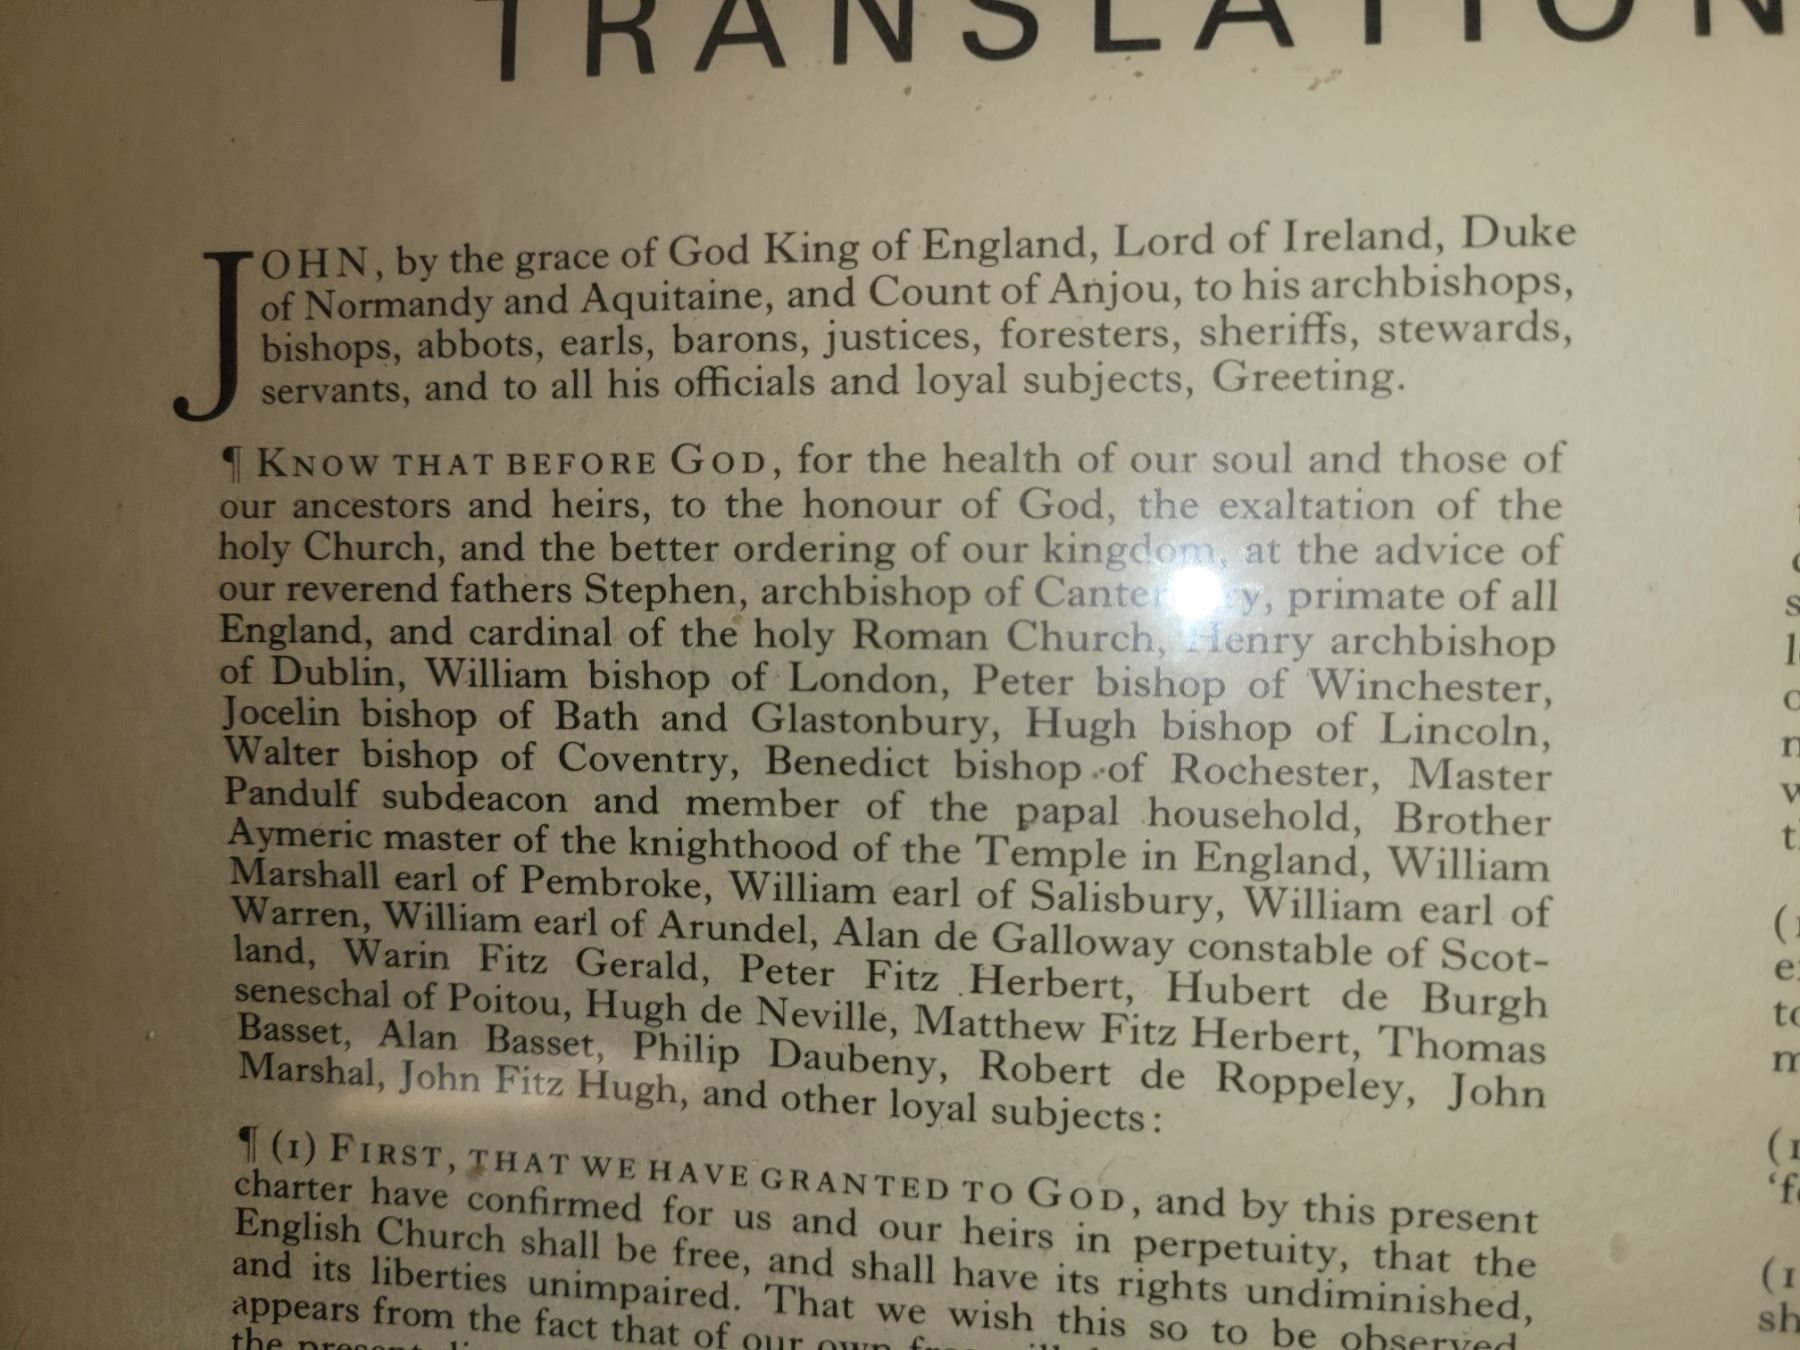 TRANSLATION
JOHN, by the grace of God King of England, Lord of Ireland, Duke
of Normandy and Aquitaine, and Count of Anjou, to his archbishops,
bishops, abbots, earls, barons, justices, foresters, sheriffs, stewards,
servants, and to all his officials and loyal subjects, Greeting.
¶ KNOW THAT BEFORE GOD, for the health of our soul and those of
our ancestors and heirs, to the honour of God, the exaltation of the
holy Church, and the better ordering of our kingdom, at the advice of
our reverend fathers Stephen, archbishop of Canterbury, primate of all
England, and cardinal of the holy Roman Church, Henry archbishop
of Dublin, William bishop of London, Peter bishop of Winchester,
Jocelin bishop of Bath and Glastonbury, Hugh bishop of Lincoln,
Walter bishop of Coventry, Benedict bishop of Rochester, Master
Pandulf subdeacon and member of the papal household, Brother
Aymeric master of the knighthood of the Temple in England, William
Marshall earl of Pembroke, William earl of Salisbury, William earl of
Warren, William earl of Arundel, Alan de Galloway constable of Scot-
land, Warin Fitz Gerald, Peter Fitz Herbert, Hubert de Burgh
seneschal of Poitou, Hugh de Neville, Matthew Fitz Herbert, Thomas
Basset, Alan Basset, Philip Daubeny, Robert de Roppeley, John
Marshal, John Fitz Hugh, and other loyal subjects:
¶ (1) FIRST, THAT WE HAVE GRANTED TO GOD, and by this present
charter have confirmed for us and our heirs in perpetuity, that the
English Church shall be free, and shall have its rights undiminished,
and its liberties unimpaired. That we wish this so to be observed,
appears from the fact that of our own free
the present